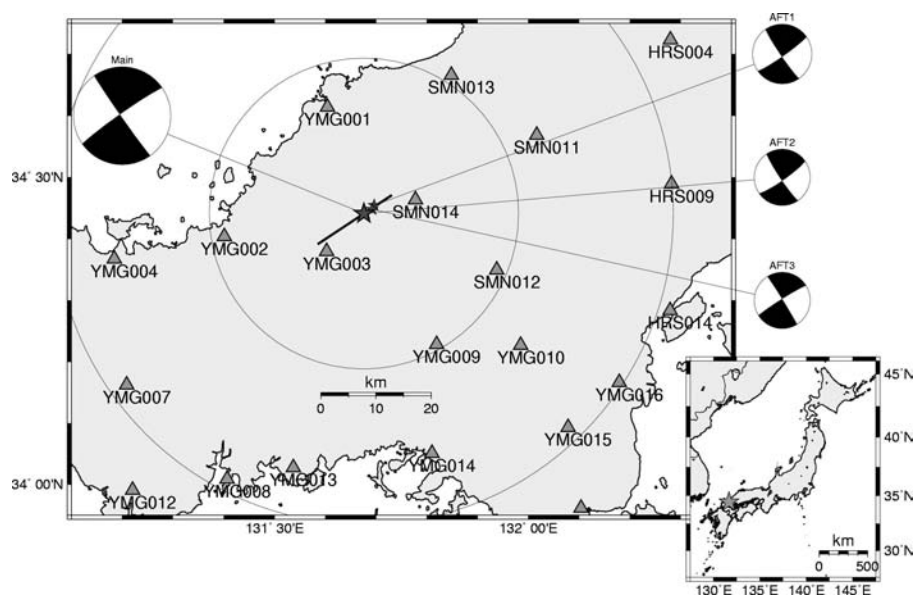 AFT1
Main
HRS004
SMN013
YMG001
SMN011
AFT2
34° 30'
HRS009
SMN014
YMG002
YMG003
YMG004
SMN012
AFT3
HRS014
YMG009
YMG010
km
0 10 20
YMG007
YMG016
YMG015
45°N
40°N
35°N
30°N
YMG014
YMG013
YMG008
YMG012
34° 00'
131° 30'
132° 00'
km
0 500
130°E 135°E 140°E 145°E